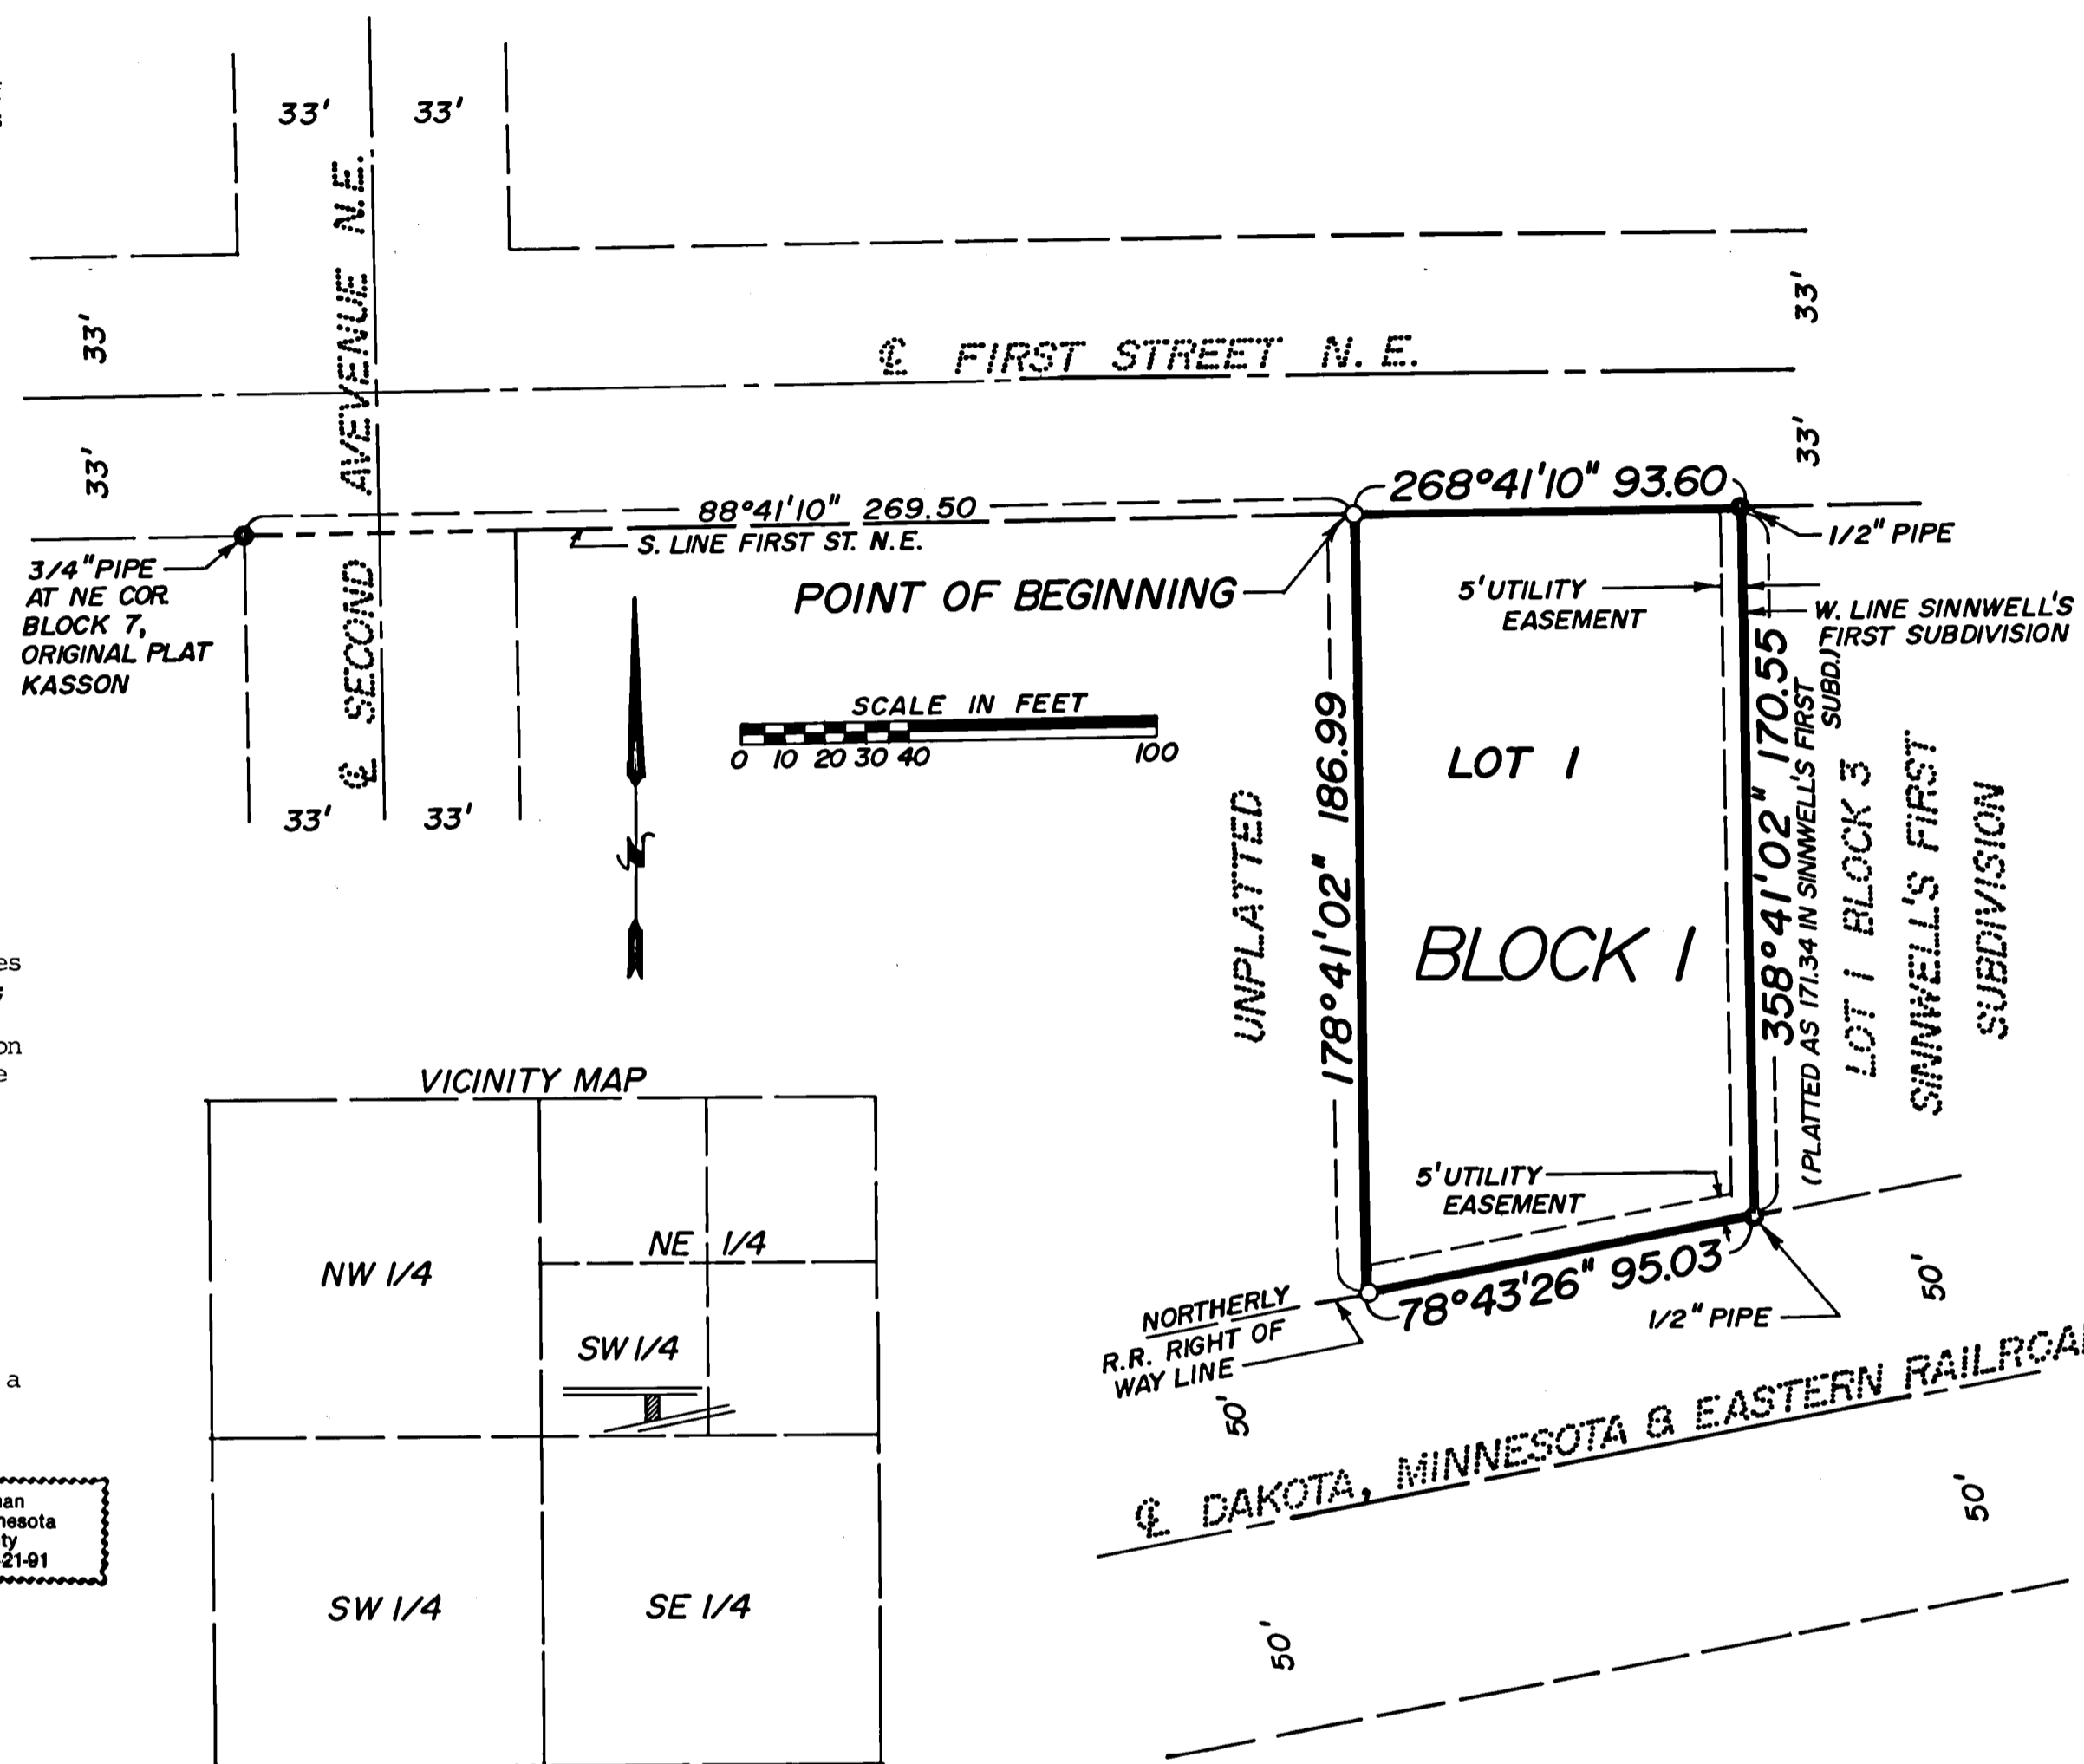 33'
33'
33'
33'
℄ SECOND AVEVENUE N.E.
℄ FIRST STREET N.E.
33'
33'
88°41'10" 269.50
S. LINE FIRST ST. N.E.
268°41'10" 93.60
1/2" PIPE
3/4" PIPE
AT NE COR.
BLOCK 7,
ORIGINAL PLAT
KASSON
POINT OF BEGINNING
5' UTILITY
EASEMENT
W. LINE SINNWELL'S
FIRST SUBDIVISION
SCALE IN FEET
0 10 20 30 40 100
33'
33'
N
UNPLATTED
178°41'02" 186.99
LOT 1
BLOCK 1
358°41'02" 170.55
(PLATTED AS 171.34 IN SINNWELL'S FIRST
SUBD.)
LOT 1 BLOCK 3
SINNWELL'S FIRST
SUBDIVISION
5' UTILITY
EASEMENT
78°43'26" 95.03
1/2" PIPE
NORTHERLY
R.R. RIGHT OF
WAY LINE
50'
50'
℄ DAKOTA, MINNESOTA & EASTERN
50'
50'
VICINITY MAP
NW 1/4
NE 1/4
SW 1/4
SW 1/4
SE 1/4
a
21-91